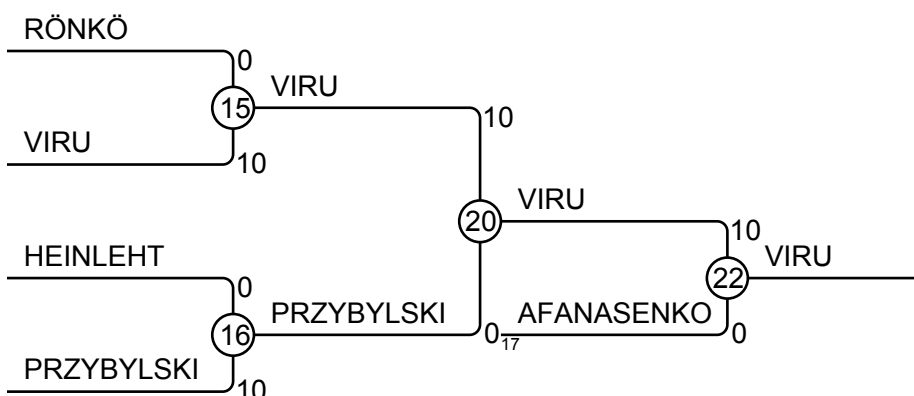 RÖNKÖ
0
15
VIRU
VIRU
10
10
20
VIRU
HEINLEHT
0
16
PRZYBYLSKI
0
17
AFANASENKO
10
22
VIRU
0
PRZYBYLSKI
10